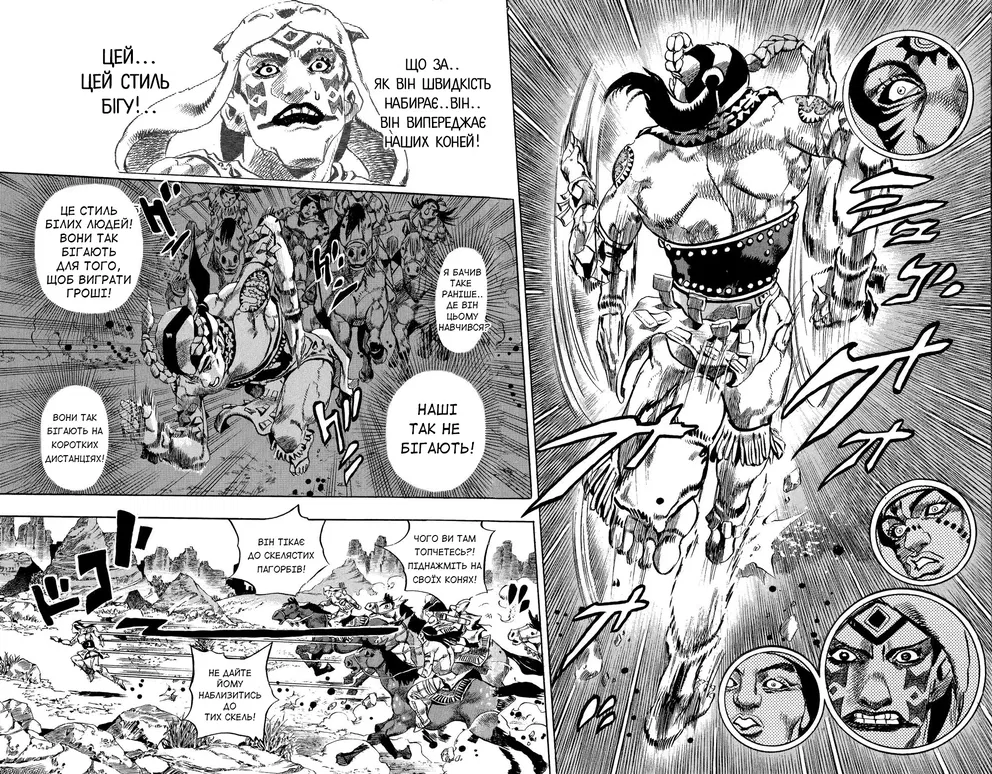 ЩО ЗА..
ЯК ВІН ШВИДКІСТЬ
НАБИРАЄ..ВІН..
ВІН ВИПЕРЕДЖАЄ
НАШИХ КОНЕЙ!
ЦЕЙ...
ЦЕЙ СТИЛЬ
БІГУ!..
Я БАЧИВ
ТАКЕ
РАНІШЕ..
ДЕ ВІН
ЦЬОМУ
НАВЧИВСЯ?
НАШІ
ТАК НЕ
БІГАЮТЬ!
ЦЕ СТИЛЬ
БІЛИХ ЛЮДЕЙ!
ВОНИ ТАК
БІГАЮТЬ
ДЛЯ ТОГО,
ЩОБ ВИГРАТИ
ГРОШІ!
ВОНИ ТАК
БІГАЮТЬ НА
КОРОТКИХ
ДИСТАНЦІЯХ!
ЧОГО ВИ ТАМ
ТОПЧЕТЕСЬ?!
ПІДНАЖМІТЬ НА
СВОЇХ КОНЯХ!
ВІН ТІКАЄ
ДО СКЕЛЯСТИХ
ПАГОРБІВ!
НЕ ДАЙТЕ
ЙОМУ
НАБЛИЗИТИСЬ
ДО
ТИХ СКЕЛЬ!